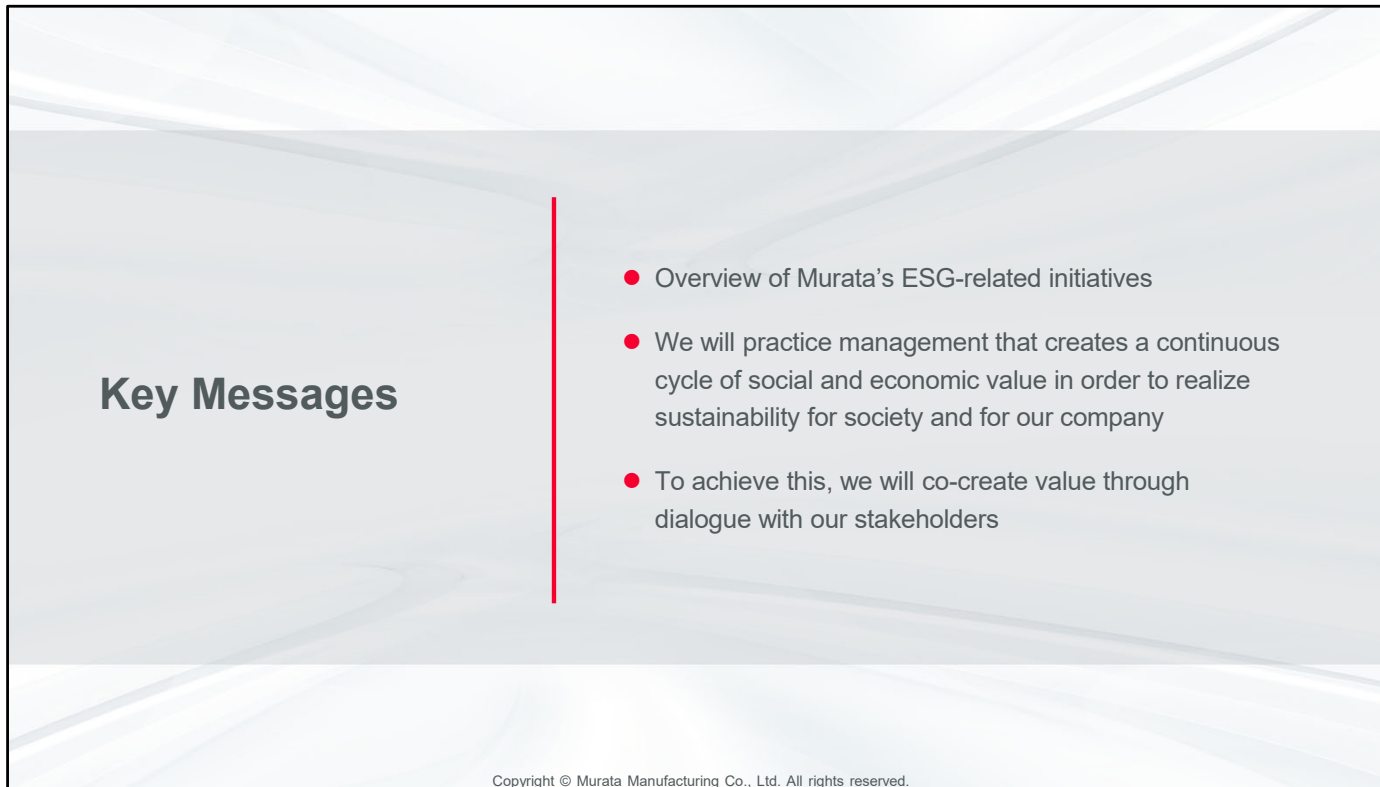 Key Messages
● Overview of Murata’s ESG-related initiatives
● We will practice management that creates a continuous
cycle of social and economic value in order to realize
sustainability for society and for our company
● To achieve this, we will co-create value through
dialogue with our stakeholders
Copyright © Murata Manufacturing Co., Ltd. All rights reserved.